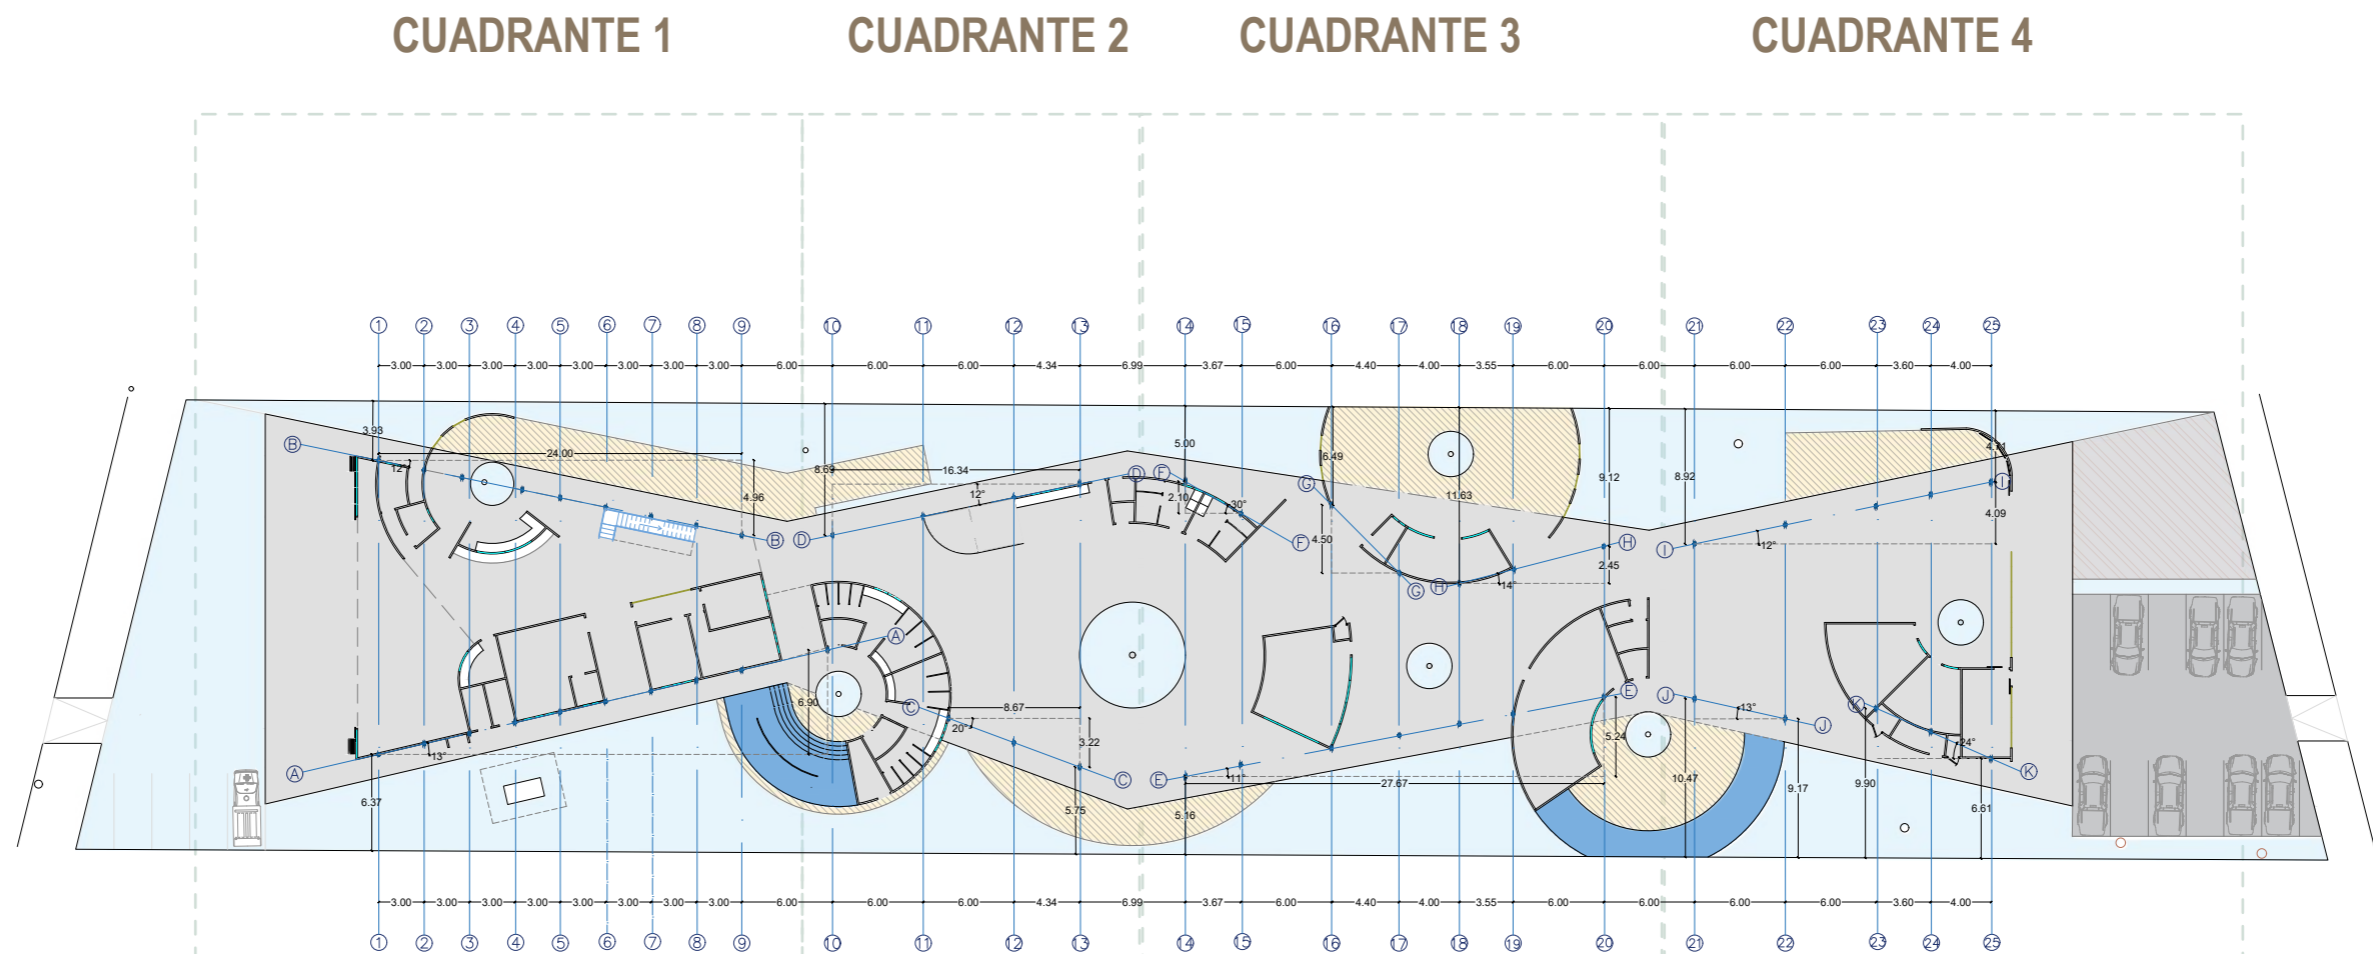 CUADRANTE 1 CUADRANTE 2 CUADRANTE 3 CUADRANTE 4
1 2 3 4 5 6 7 8 9 10 11 12 13 14 15 16 17 18 19 20 21 22 23 24 25
3.00 3.00 3.00 3.00 3.00 3.00 3.00 3.00 6.00 6.00 6.00 4.34 6.99 3.67 6.00 4.40 4.00 3.55 6.00 6.00 6.00 6.00 3.60 4.00
3.93 B 24.00 12° 4.96 B
8.69 D 16.34 12° D
F 5.00 2.10 30° F
G 6.49 4.50 G
11.63 H 14° H 9.12 2.45
8.92 I 12° I 4.11 4.09
A 13° A 6.37 6.90
C 20° C 8.67 3.22 5.75
E 11° E 27.67 5.16 5.24
J 13° J 10.47 9.17
K 24° K 9.90 6.61
3.00 3.00 3.00 3.00 3.00 3.00 3.00 3.00 6.00 6.00 6.00 4.34 6.99 3.67 6.00 4.40 4.00 3.55 6.00 6.00 6.00 6.00 3.60 4.00
1 2 3 4 5 6 7 8 9 10 11 12 13 14 15 16 17 18 19 20 21 22 23 24 25